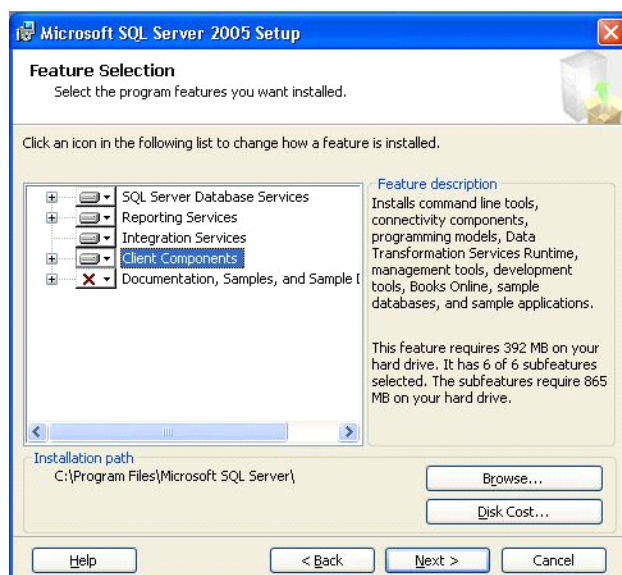 Microsoft SQL Server 2005 Setup
Feature Selection
Select the program features you want installed.
Click an icon in the following list to change how a feature is installed.
SQL Server Database Services
Reporting Services
Integration Services
Client Components
Documentation, Samples, and Sample D
Feature description
Installs command line tools,
connectivity components,
programming models, Data
Transformation Services Runtime,
management tools, development
tools, Books Online, sample
databases, and sample applications.
This feature requires 392 MB on your
hard drive. It has 6 of 6 subfeatures
selected. The subfeatures require 865
MB on your hard drive.
Installation path
C:\Program Files\Microsoft SQL Server\
Browse...
Disk Cost...
Help
< Back
Next >
Cancel